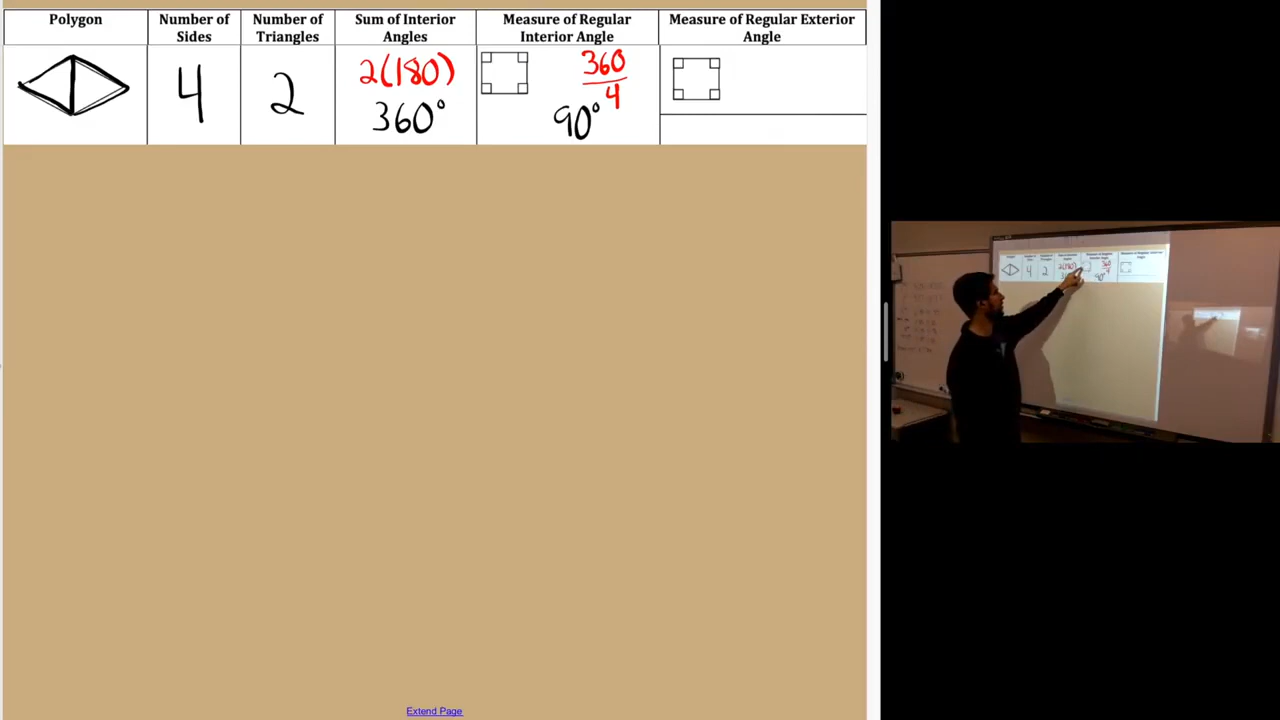 Polygon
Number of
Sides
Number of
Triangles
Sum of Interior
Angles
Measure of Regular
Interior Angle
Measure of Regular Exterior
Angle
4
2
2(180)
360°
360
4
90°
Extend Page